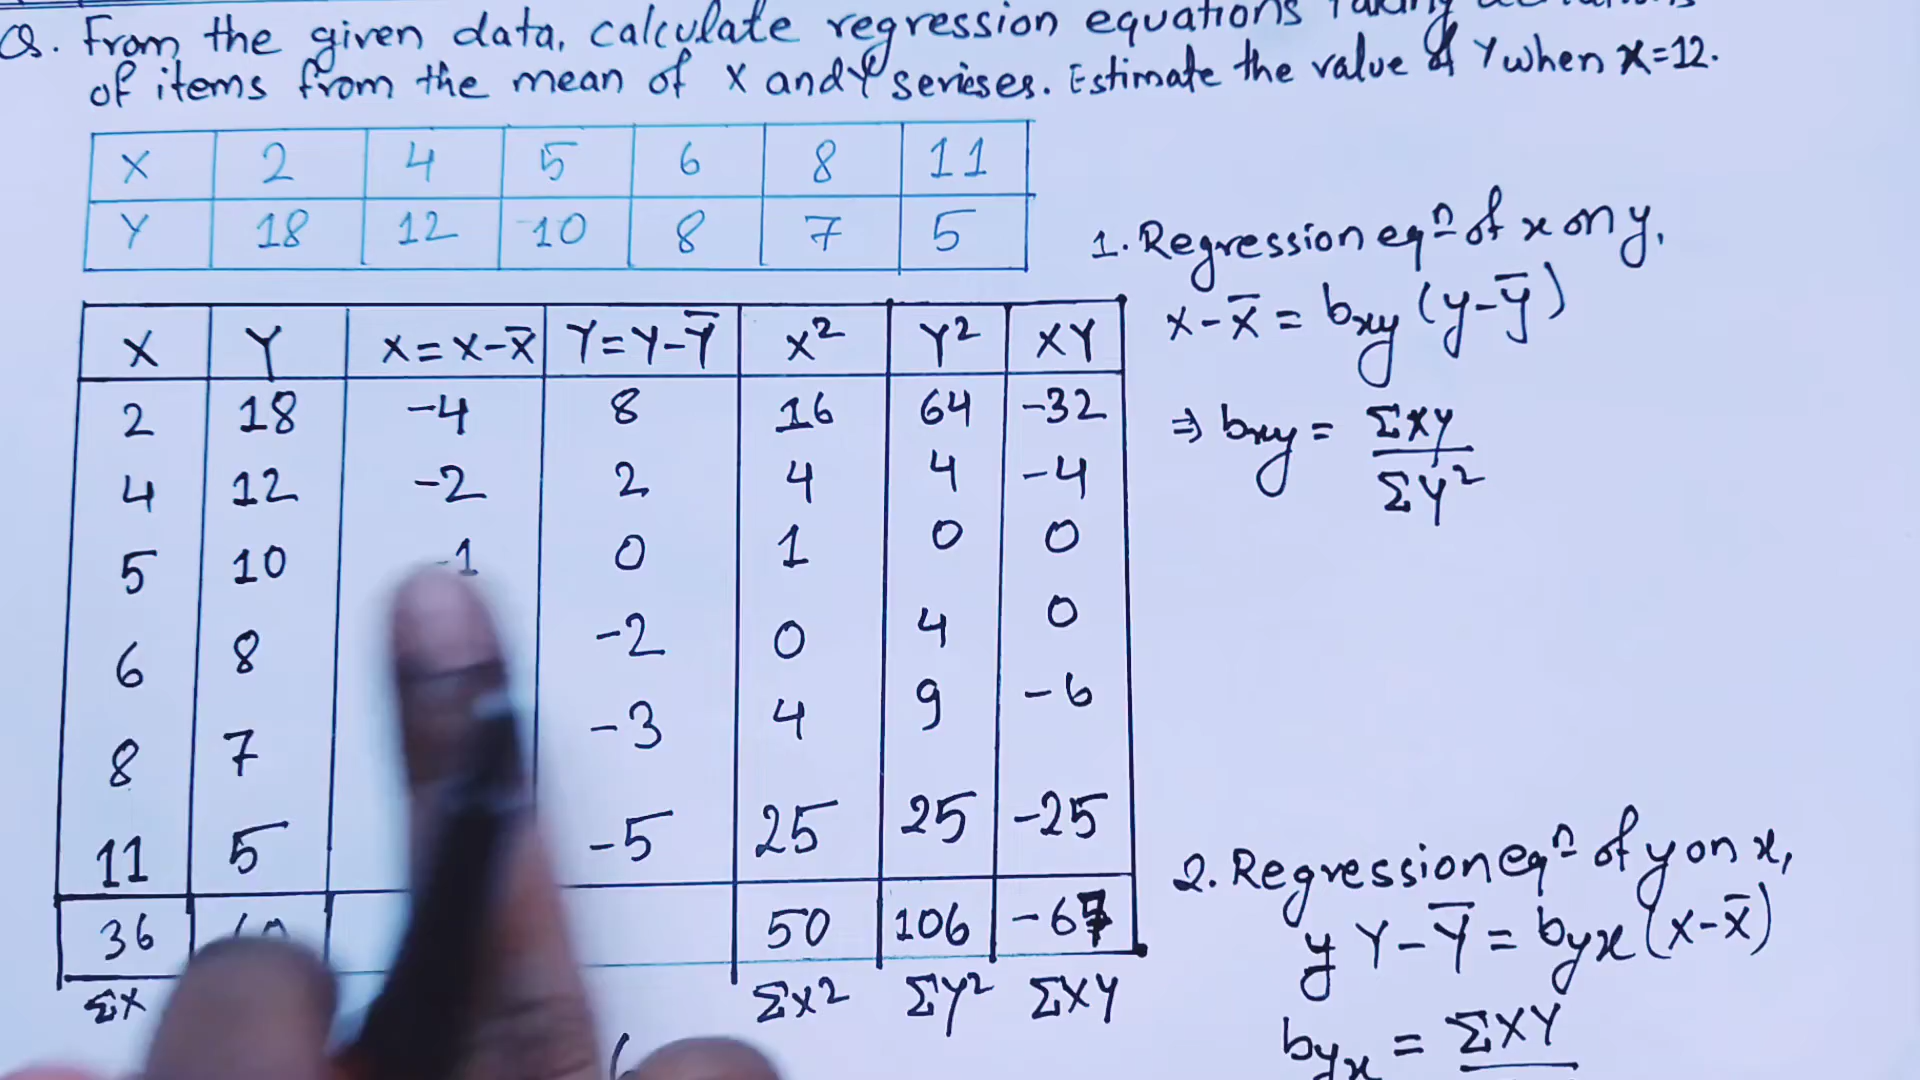 Q. From the given data, calculate regression equations
of items from the mean of X and Y serieses. Estimate the value of Y when x=12.
X 2 4 5 6 8 11
Y 18 12 10 8 7 5
1. Regression eqn of x on y,
x-x̅ = bxy (y-y̅)
⇒ bxy = ΣXY / ΣY²
X Y x=X-X̅ Y=Y-Y̅ X² Y² XY
2 18 -4 8 16 64 -32
4 12 -2 2 4 4 -4
5 10 -1 0 1 0 0
6 8 -2 0 4 0
8 7 -3 4 9 -6
11 5 -5 25 25 -25
36 50 106 -67
ΣX ΣX² ΣY² ΣXY
2. Regression eqn of y on x,
y Y-Y̅ = byx (x-x̅)
byx = ΣXY